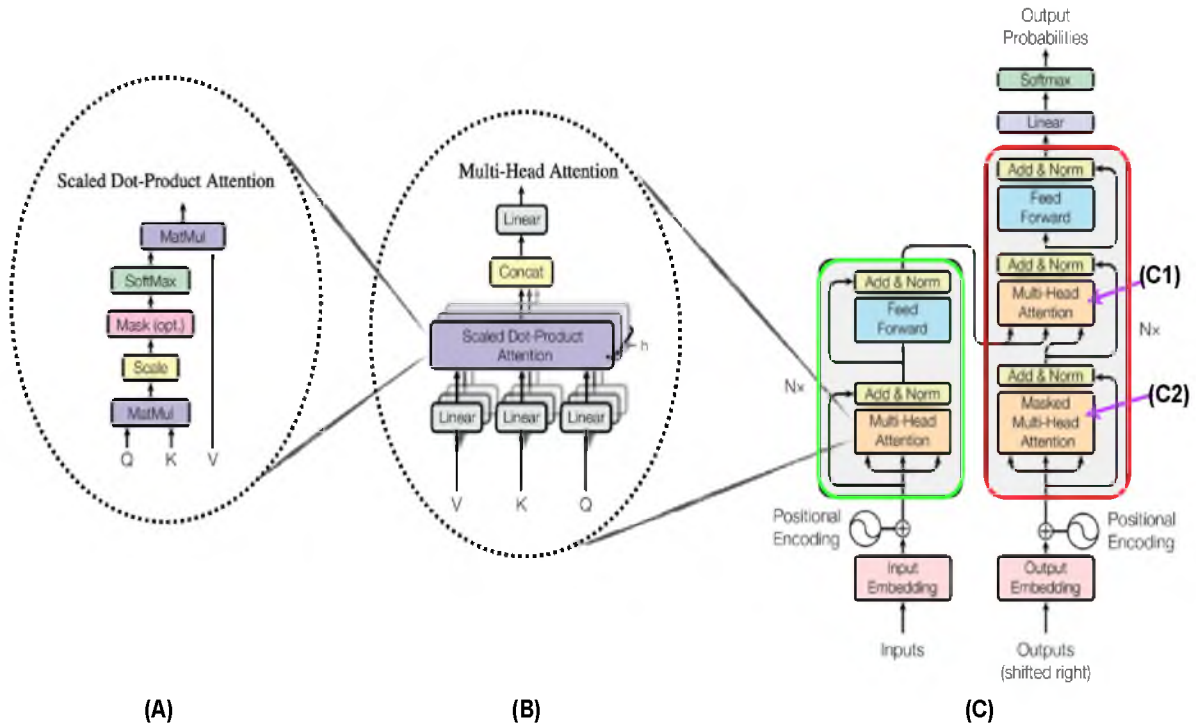 Scaled Dot-Product Attention
MatMul
SoftMax
Mask (opt.)
Scale
MatMul
Q K V
(A)
Multi-Head Attention
Linear
Concat
Scaled Dot-Product
Attention
h
Linear Linear Linear
V K Q
(B)
Output
Probabilities
Softmax
Linear
Add & Norm
Feed
Forward
Add & Norm
Multi-Head
Attention
(C1)
Nx
Add & Norm
Masked
Multi-Head
Attention
(C2)
Add & Norm
Feed
Forward
Nx
Add & Norm
Multi-Head
Attention
Positional
Encoding
Positional
Encoding
Input
Embedding
Output
Embedding
Inputs
Outputs
(shifted right)
(C)